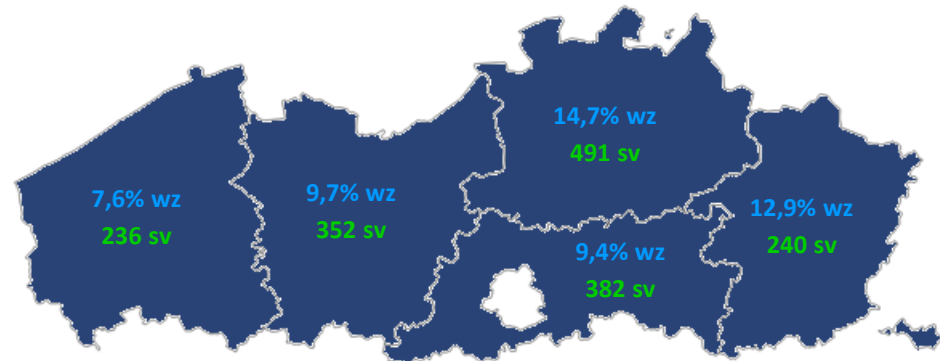 7,6% wz
236 sv
9,7% wz
352 sv
14,7% wz
491 sv
9,4% wz
382 sv
12,9% wz
240 sv